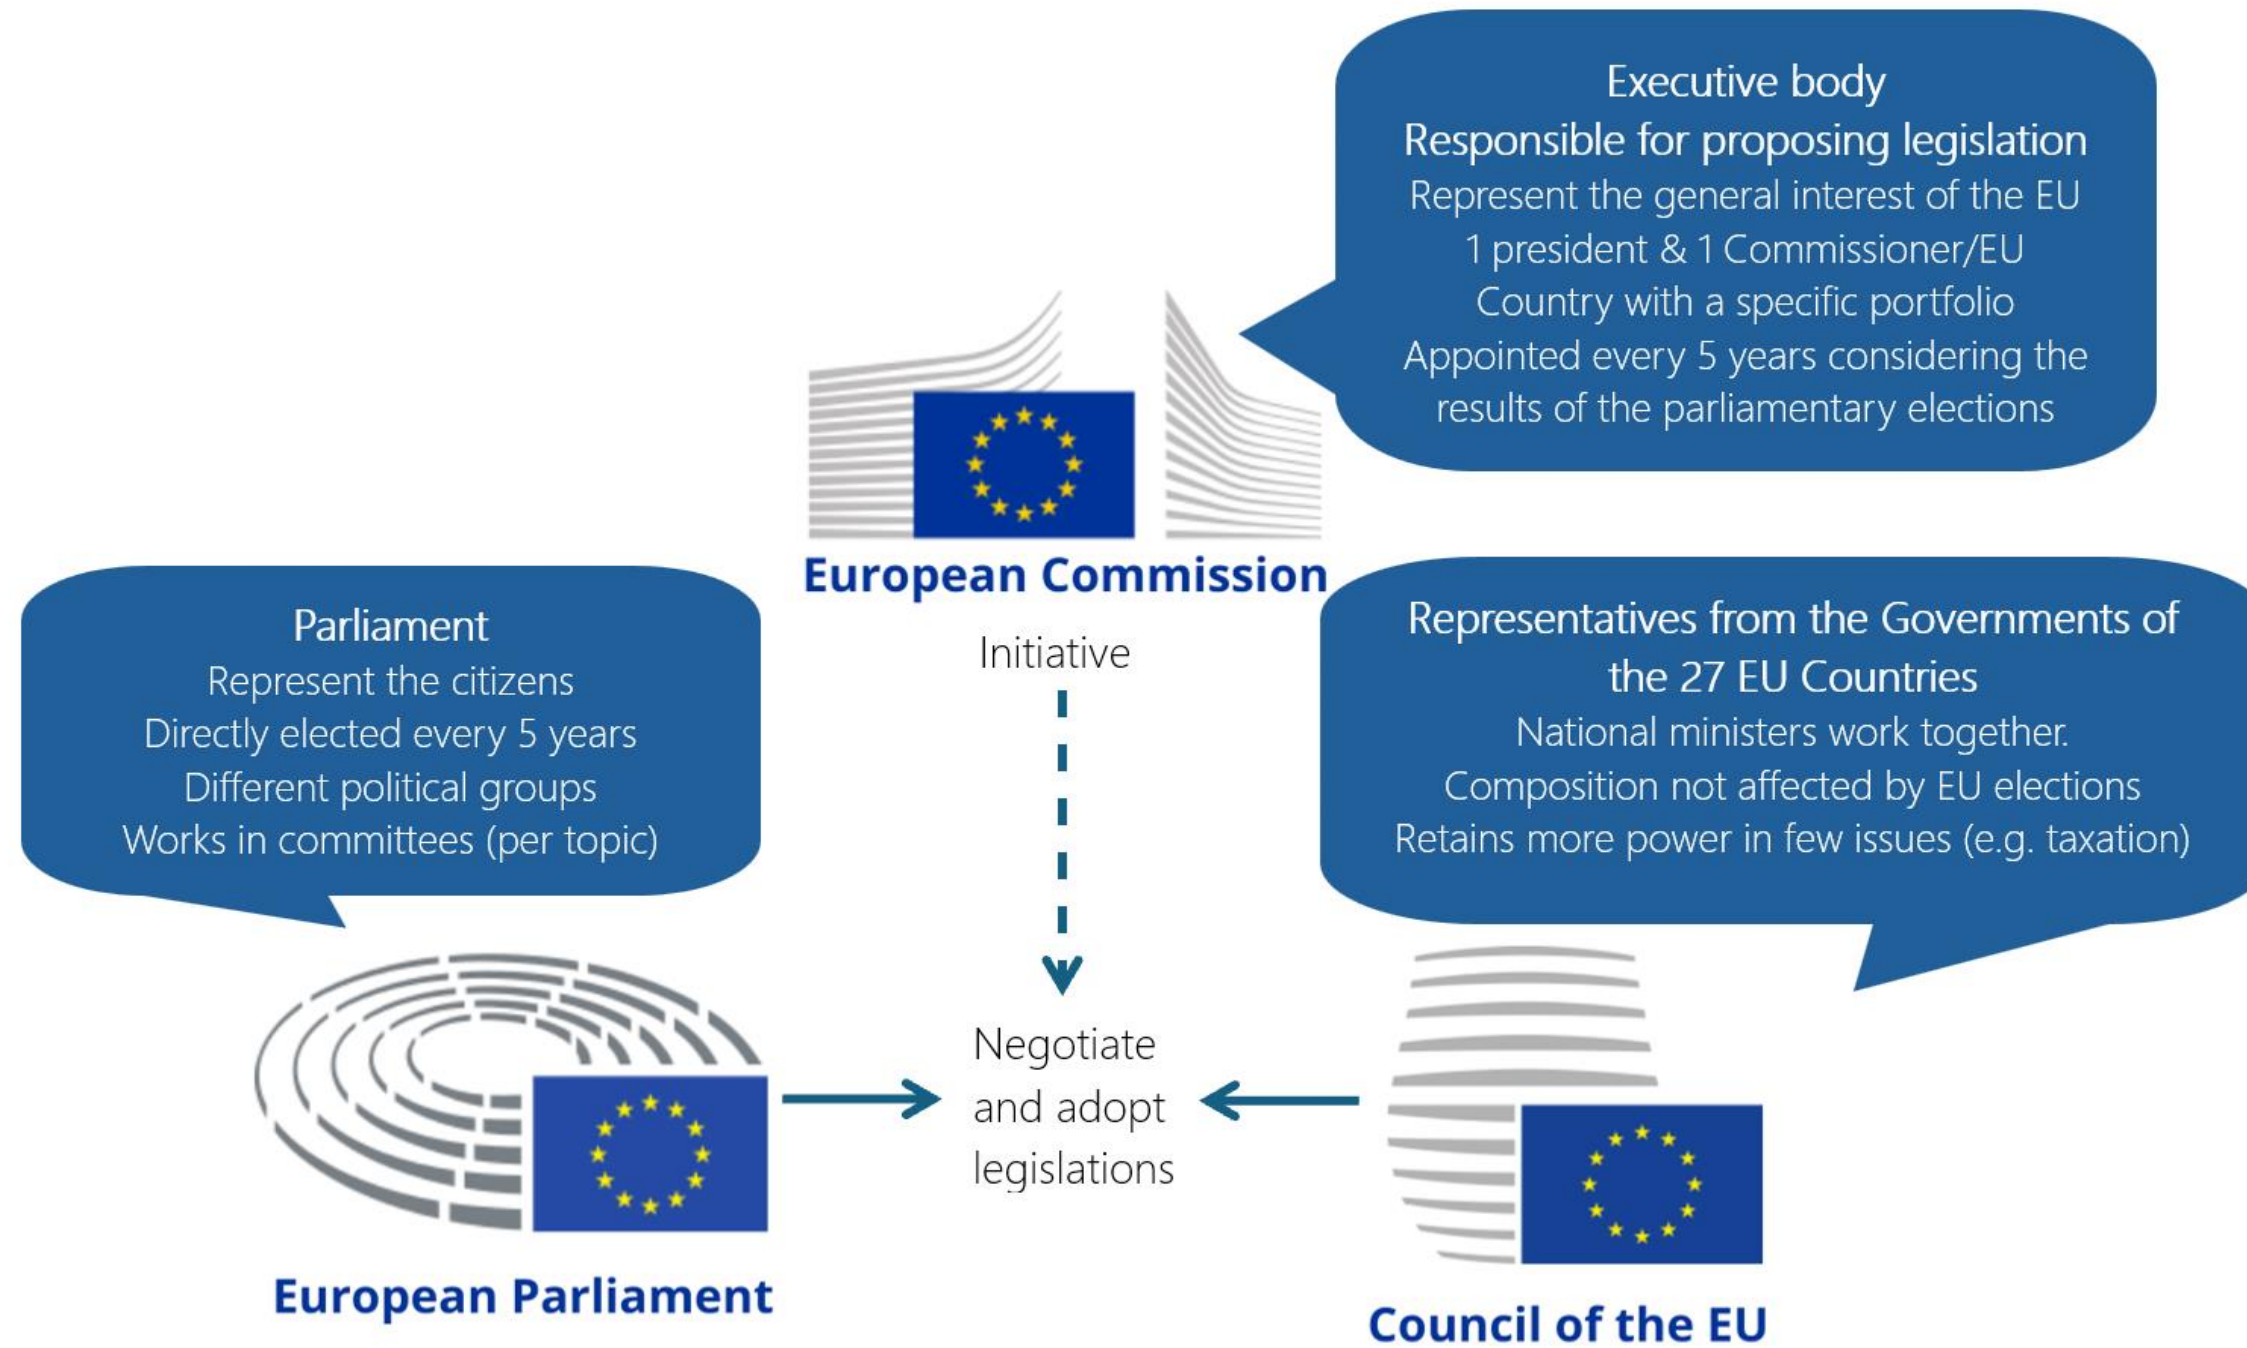 Executive body
Responsible for proposing legislation
Represent the general interest of the EU
1 president & 1 Commissioner/EU
Country with a specific portfolio
Appointed every 5 years considering the
results of the parliamentary elections
European Commission
Initiative
Parliament
Represent the citizens
Directly elected every 5 years
Different political groups
Works in committees (per topic)
Representatives from the Governments of
the 27 EU Countries
National ministers work together.
Composition not affected by EU elections
Retains more power in few issues (e.g. taxation)
Negotiate
and adopt
legislations
European Parliament
Council of the EU